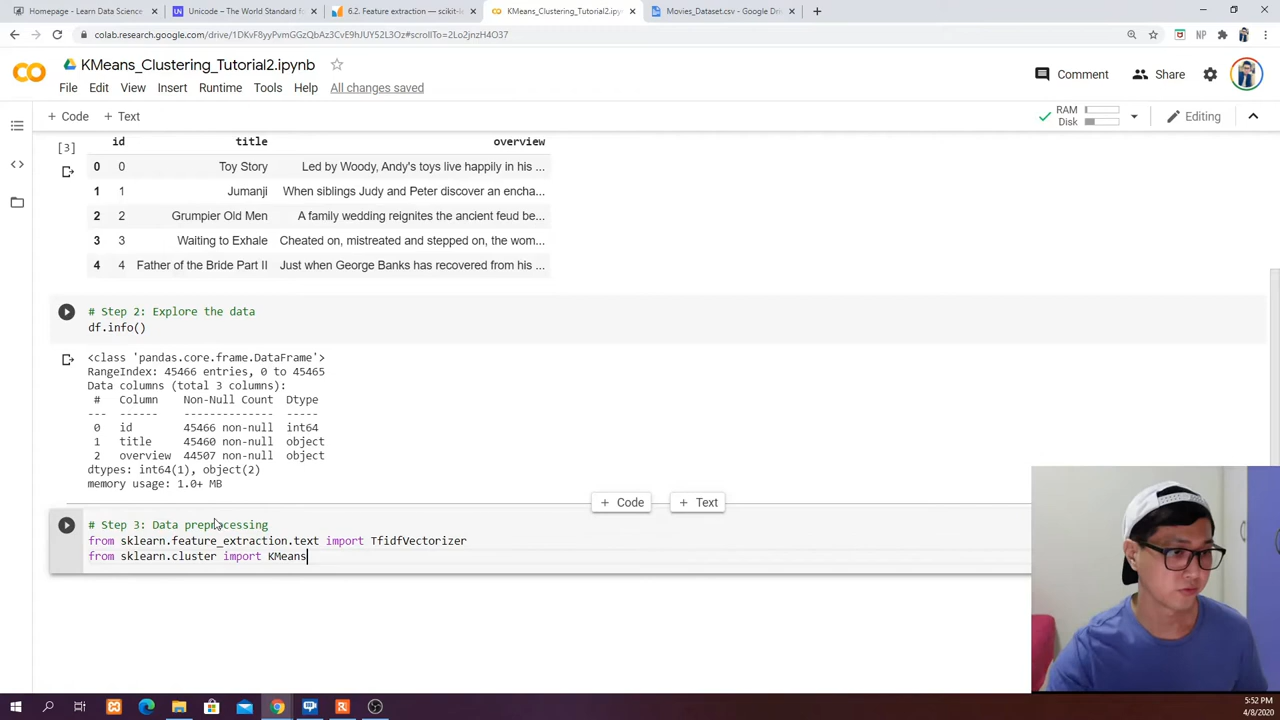 Homepage - Learn Data Science
Unicode – The World Standard for
6.2. Feature extraction — scikit-le
KMeans_Clustering_Tutorial2.ipyn
Movies_Dataset.csv - Google Driv
colab.research.google.com/drive/1DKvF8yyPvmGGzQbAz3CvE9hJUY52L3Oz#scrollTo=2Lo2jnzH4O37
NP
KMeans_Clustering_Tutorial2.ipynb
Comment
Share
File Edit View Insert Runtime Tools Help All changes saved
+ Code + Text
RAM
Disk
Editing
[3]
id title overview
0 0 Toy Story Led by Woody, Andy's toys live happily in his ...
1 1 Jumanji When siblings Judy and Peter discover an encha...
2 2 Grumpier Old Men A family wedding reignites the ancient feud be...
3 3 Waiting to Exhale Cheated on, mistreated and stepped on, the wom...
4 4 Father of the Bride Part II Just when George Banks has recovered from his ...
# Step 2: Explore the data
df.info()
<class 'pandas.core.frame.DataFrame'>
RangeIndex: 45466 entries, 0 to 45465
Data columns (total 3 columns):
# Column Non-Null Count Dtype
--- ------ -------------- -----
0 id 45466 non-null int64
1 title 45460 non-null object
2 overview 44507 non-null object
dtypes: int64(1), object(2)
memory usage: 1.0+ MB
+ Code + Text
# Step 3: Data preprocessing
from sklearn.feature_extraction.text import TfidfVectorizer
from sklearn.cluster import KMeans
5:52 PM
4/8/2020